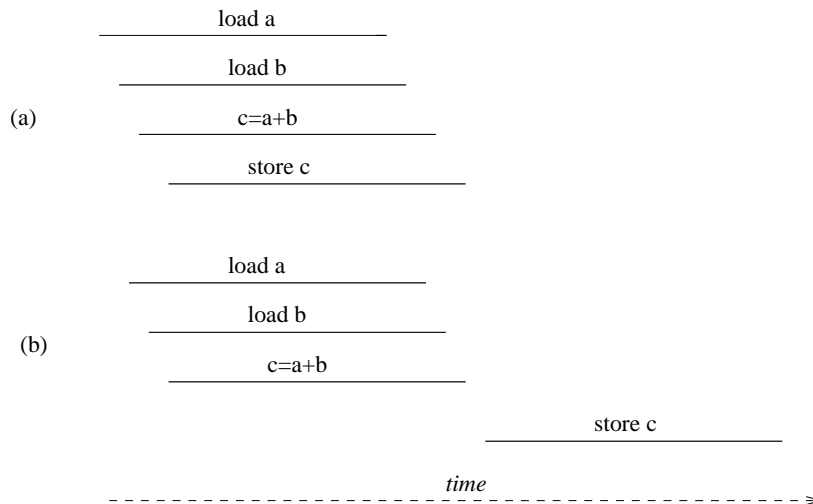 load a
load b
(a)
c=a+b
store c
load a
load b
(b)
c=a+b
store c
time